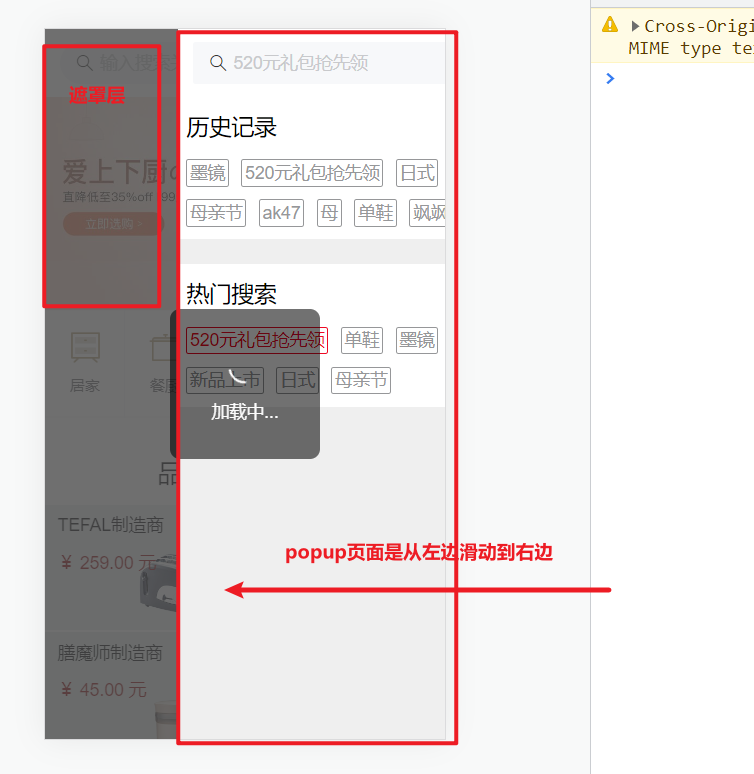 输入搜索
520元礼包抢先领
遮罩层
历史记录
爱上下厨
直降低至35%off 99
立即选购 >
墨镜 520元礼包抢先领 日式
母亲节 ak47 母 单鞋 飒飒
热门搜索
520元礼包抢先领 单鞋 墨镜
新品上市 日式 母亲节
居家 餐厨
加载中...
品
TEFAL制造商
¥ 259.00 元
popup页面是从左边滑动到右边
膳魔师制造商
¥ 45.00 元
Cross-Origi
MIME type te